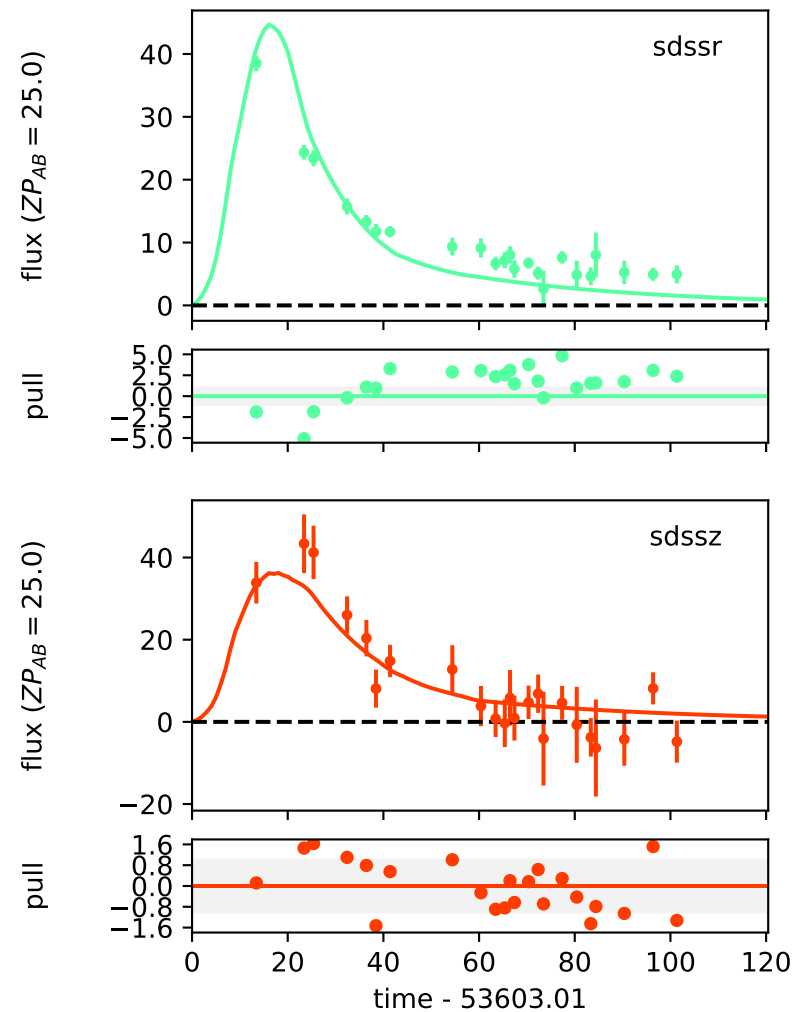 sdssr
flux (ZP_AB = 25.0)
40
30
20
10
0
pull
5.0
2.5
0.0
−2.5
−5.0
sdssz
flux (ZP_AB = 25.0)
40
20
0
−20
pull
1.6
0.8
0.0
−0.8
−1.6
0 20 40 60 80 100 120
time - 53603.01